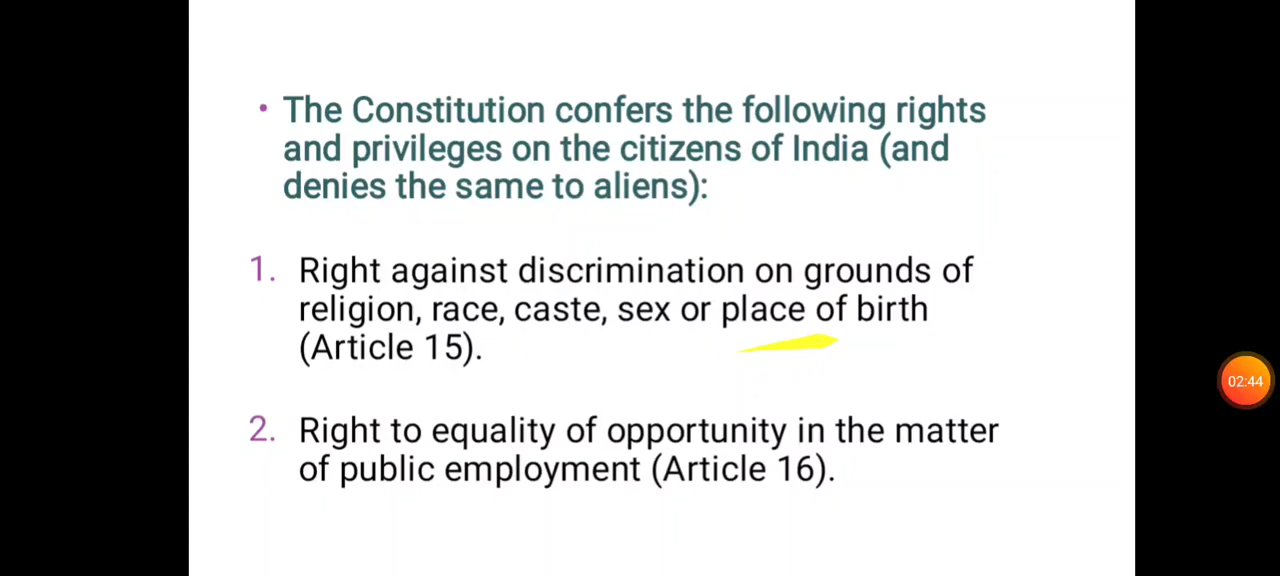 • The Constitution confers the following rights
and privileges on the citizens of India (and
denies the same to aliens):
1. Right against discrimination on grounds of
religion, race, caste, sex or place of birth
(Article 15).
02:44
2. Right to equality of opportunity in the matter
of public employment (Article 16).